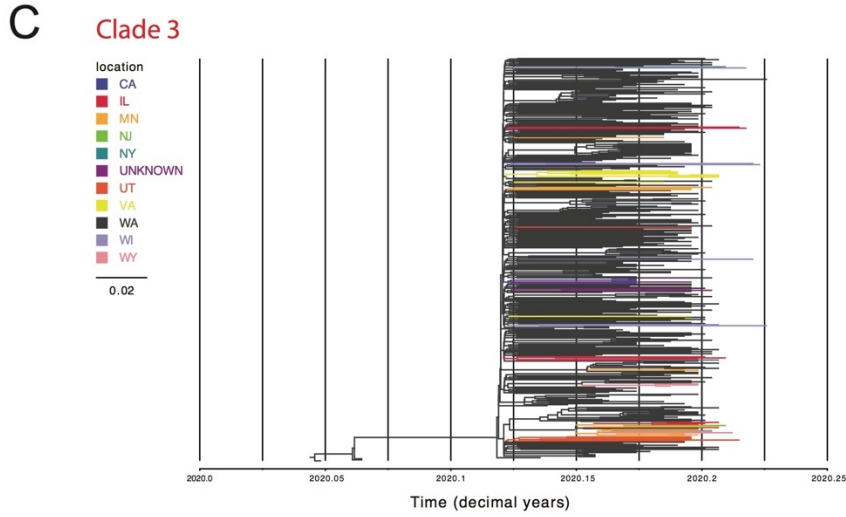 C
Clade 3
location
CA
IL
MN
NJ
NY
UNKNOWN
UT
VA
WA
WI
WY
0.02
2020.0 2020.05 2020.1 2020.15 2020.2 2020.25
Time (decimal years)